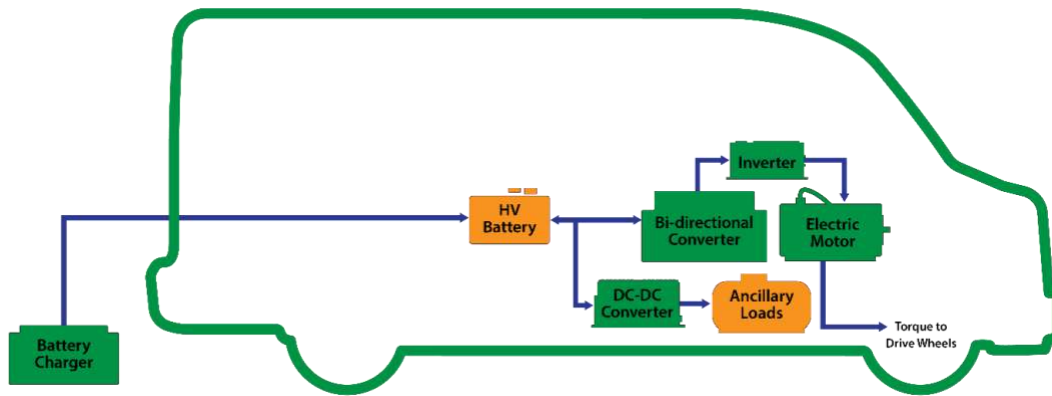 Inverter
HV
Battery
Bi-directional
Converter
Electric
Motor
DC-DC
Converter
Ancillary
Loads
Torque to
Drive Wheels
Battery
Charger